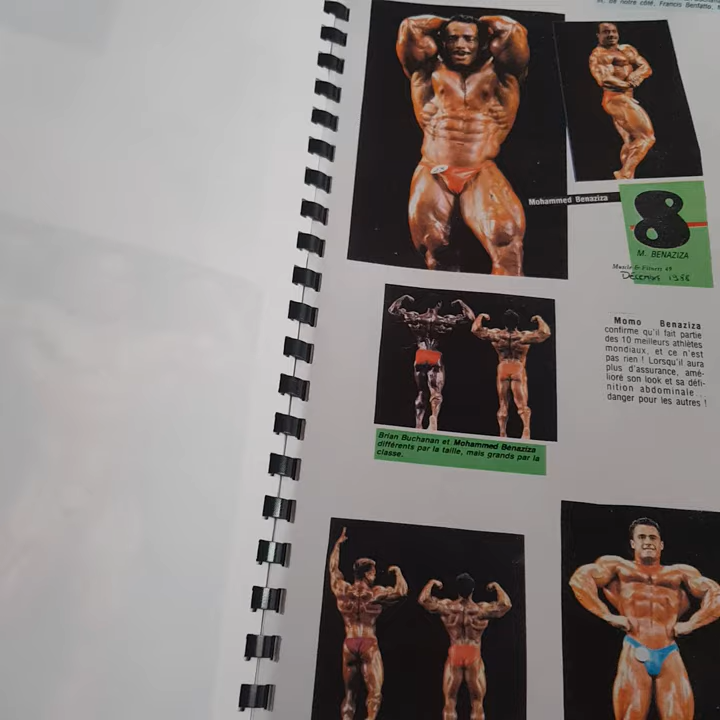 de notre côté, Francis Benfatto
Mohammed Benaziza
8
M. BENAZIZA
Muscle & Fitness 49
DÉCEMBRE 1988
Momo Benaziza
confirme qu'il fait partie
des 10 meilleurs athlètes
mondiaux, et ce n'est
pas rien ! Lorsqu'il aura
plus d'assurance, amé-
lioré son look et sa défi-
nition abdominale...
danger pour les autres !
Brian Buchanan et Mohammed Benaziza
différents par la taille, mais grands par la
classe.